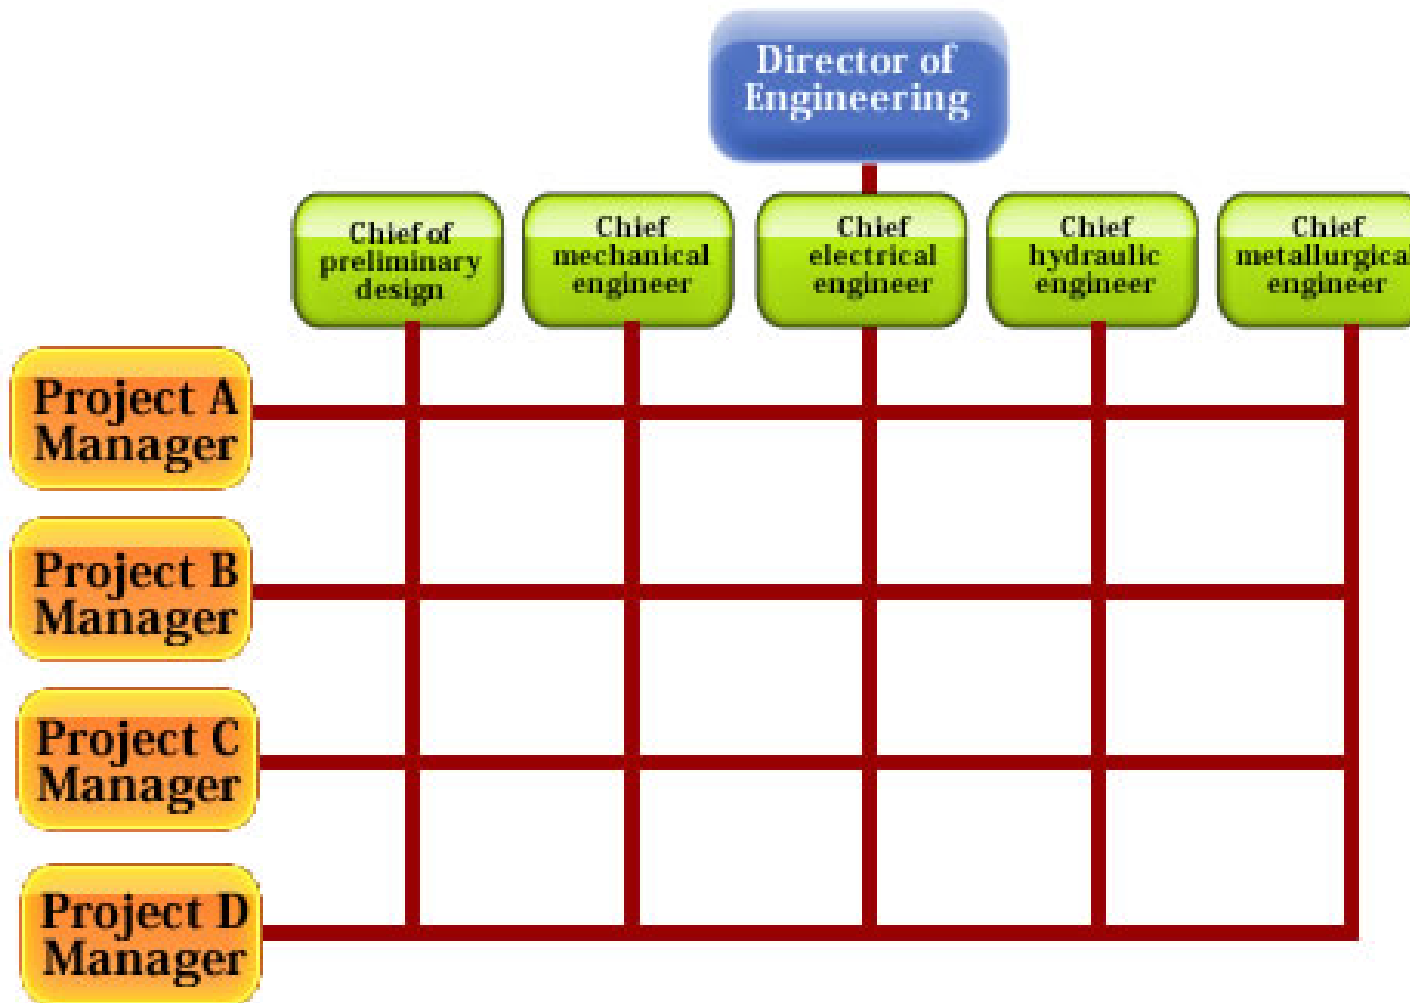 Director of
Engineering
Chief of
preliminary
design
Chief
mechanical
engineer
Chief
electrical
engineer
Chief
hydraulic
engineer
Chief
metallurgical
engineer
Project A
Manager
Project B
Manager
Project C
Manager
Project D
Manager